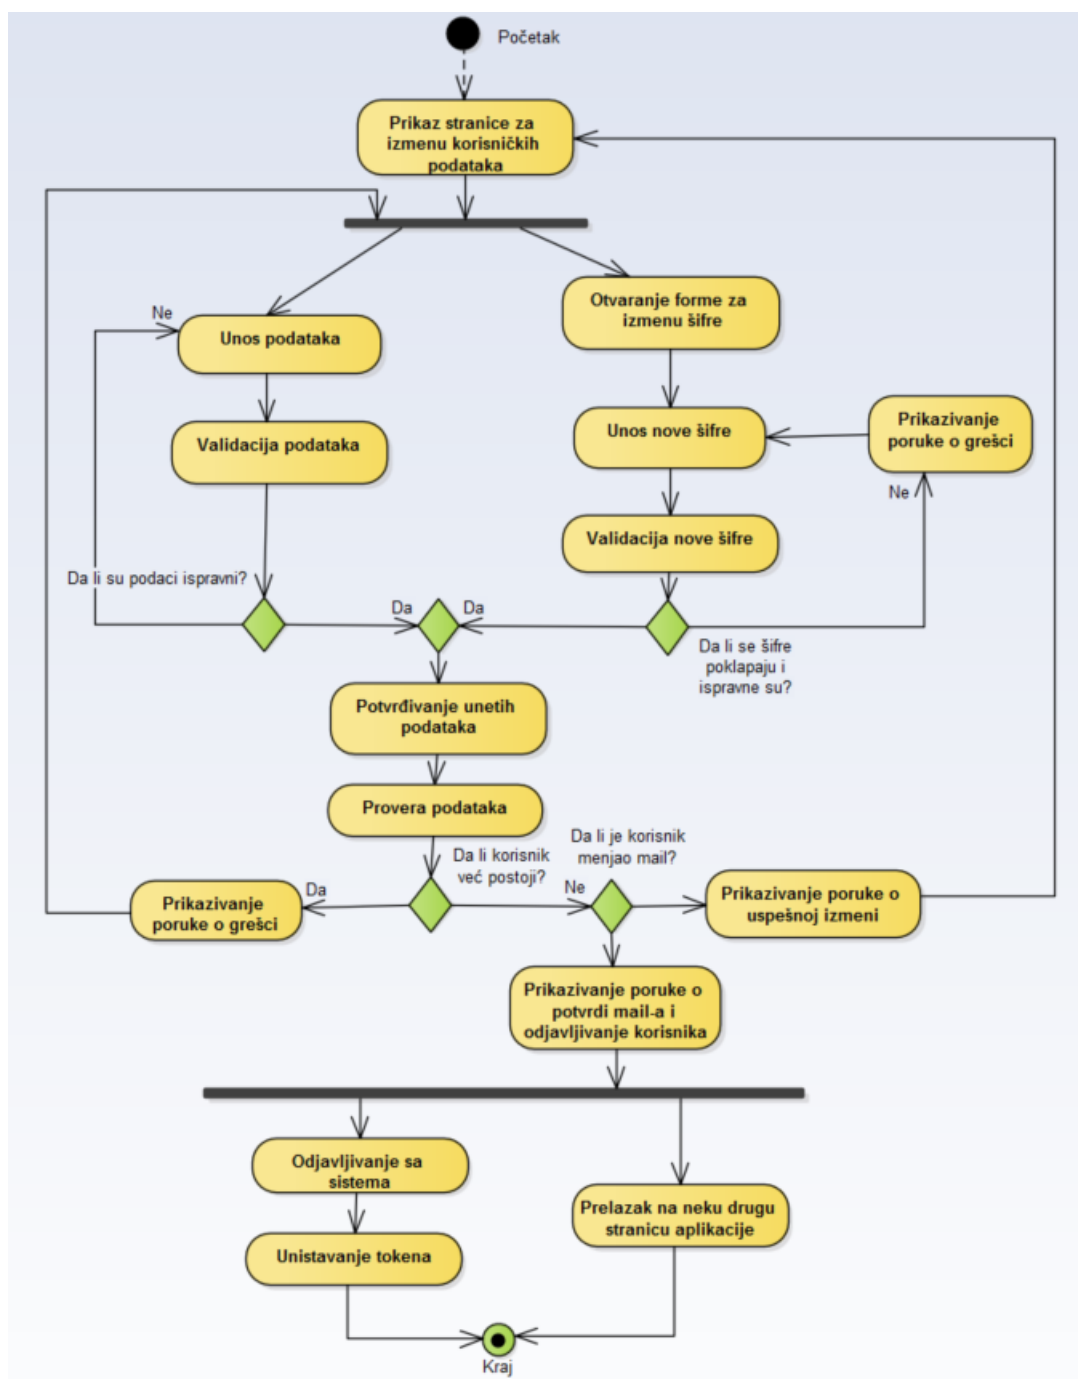 Početak
Prikaz stranice za
izmenu korisničkih
podataka
Otvaranje forme za
izmenu šifre
Ne
Unos podataka
Unos nove šifre
Prikazivanje
poruke o grešci
Validacija podataka
Ne
Validacija nove šifre
Da li su podaci ispravni?
Da
Da
Da li se šifre
poklapaju i
ispravne su?
Potvrđivanje unetih
podataka
Provera podataka
Da li korisnik
već postoji?
Da li je korisnik
menjao mail?
Da
Ne
Prikazivanje
poruke o grešci
Prikazivanje poruke o
uspešnoj izmeni
Prikazivanje poruke o
potvrdi mail-a i
odjavljivanje korisnika
Odjavljivanje sa
sistema
Prelazak na neku drugu
stranicu aplikacije
Unistavanje tokena
Kraj